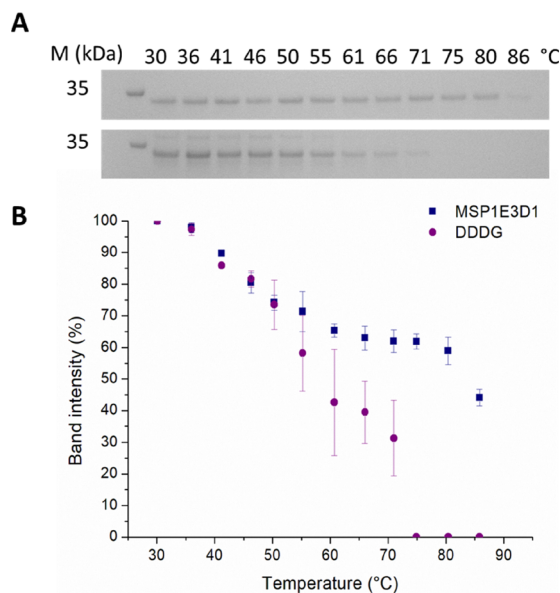 A
M (kDa) 30 36 41 46 50 55 61 66 71 75 80 86 °C
35
35
B
100
90
80
70
60
50
40
30
20
10
0
Band intensity (%)
MSP1E3D1
DDDG
30 40 50 60 70 80 90
Temperature (°C)